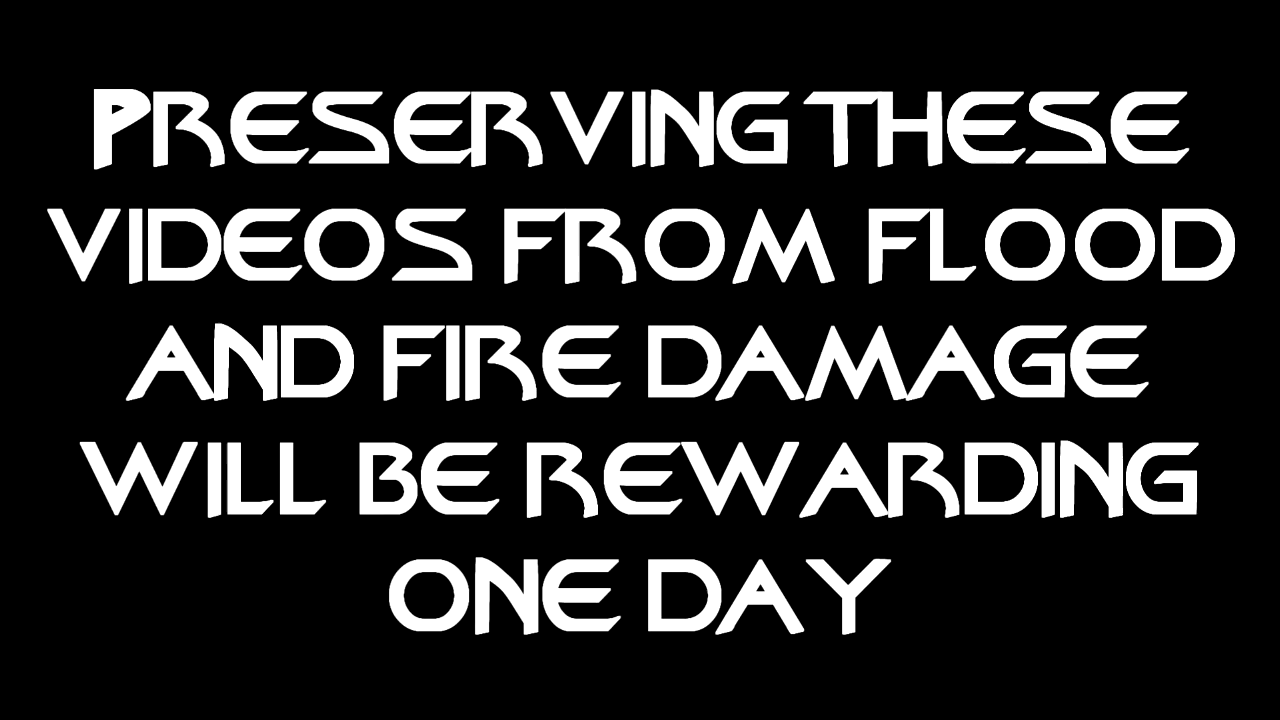 PRESERVING THESE
VIDEOS FROM FLOOD
AND FIRE DAMAGE
WILL BE REWARDING
ONE DAY